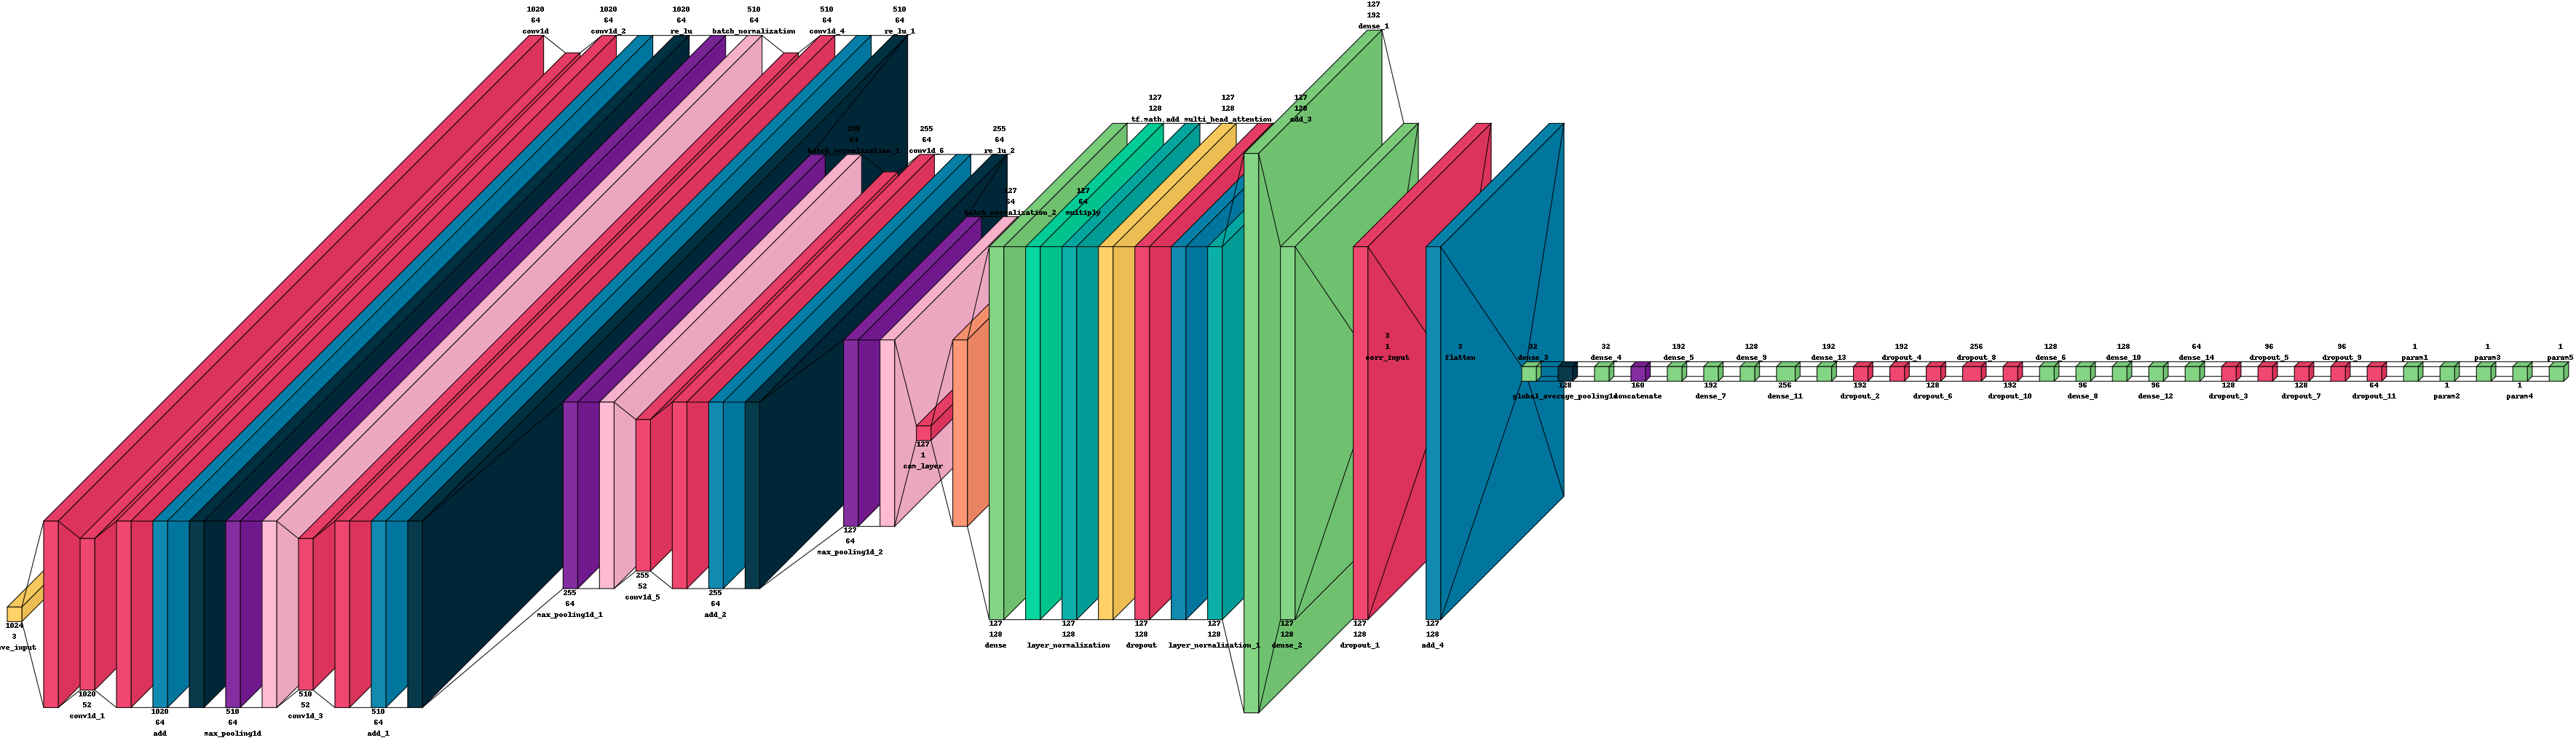 1020
64
conv1d
1020
64
conv1d_2
1020
64
re_lu
510
64
batch_normalization
510
64
conv1d_4
510
64
re_lu_1
255
64
batch_normalization_1
255
64
conv1d_6
255
64
re_lu_2
127
64
batch_normalization_2
127
64
multiply
127
128
tf.math.add
127
128
multi_head_attention
127
128
add_3
127
192
dense_1
3
1
corr_input
3
flatten
32
dense_3
32
dense_4
192
dense_5
128
dense_9
192
dense_13
192
dropout_4
256
dropout_8
128
dense_6
128
dense_10
64
dense_14
96
dropout_5
96
dropout_9
1
param1
1
param3
1
param5
1024
3
ave_input
1020
52
conv1d_1
1020
64
add
510
64
max_pooling1d
510
52
conv1d_3
510
64
add_1
255
64
max_pooling1d_1
255
52
conv1d_5
255
64
add_2
127
64
max_pooling1d_2
127
1
cam_layer
127
128
dense
127
128
layer_normalization
127
128
dropout
127
128
layer_normalization_1
127
128
dense_2
127
128
dropout_1
127
128
add_4
128
global_average_pooling1d
160
concatenate
192
dense_7
256
dense_11
192
dropout_2
128
dropout_6
192
dropout_10
96
dense_8
96
dense_12
128
dropout_3
128
dropout_7
64
dropout_11
1
param2
1
param4